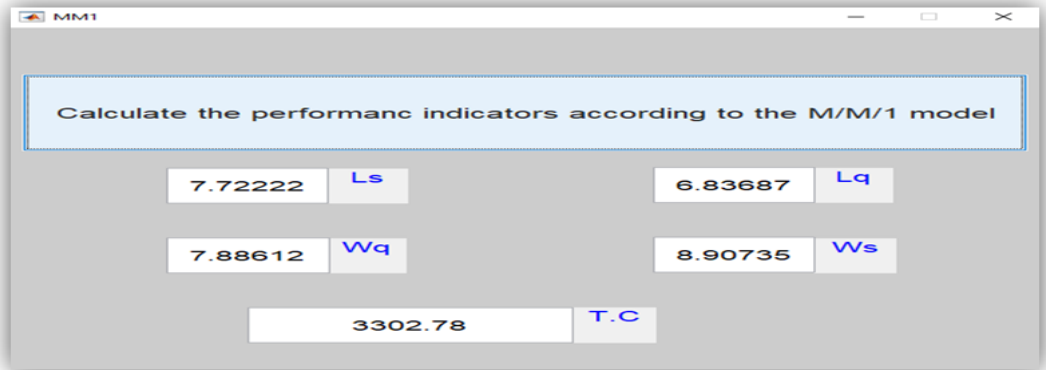 MM1
Calculate the performanc indicators according to the M/M/1 model
7.72222 Ls 6.83687 Lq
7.88612 Wq 8.90735 Ws
3302.78 T.C